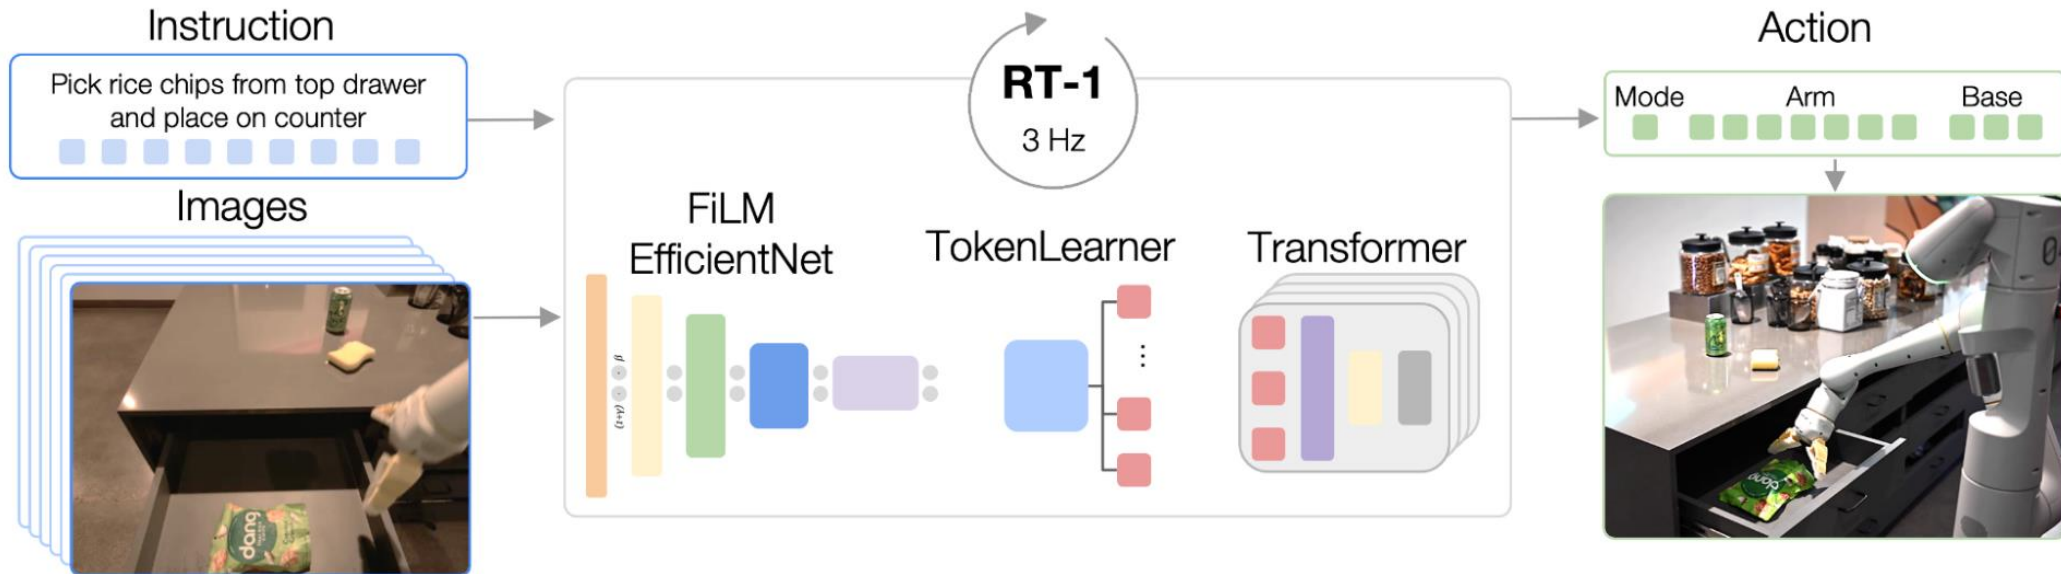 Instruction
Pick rice chips from top drawer
and place on counter
Images
RT-1
3 Hz
FiLM
EfficientNet
TokenLearner
Transformer
Action
Mode Arm Base
dang
dang